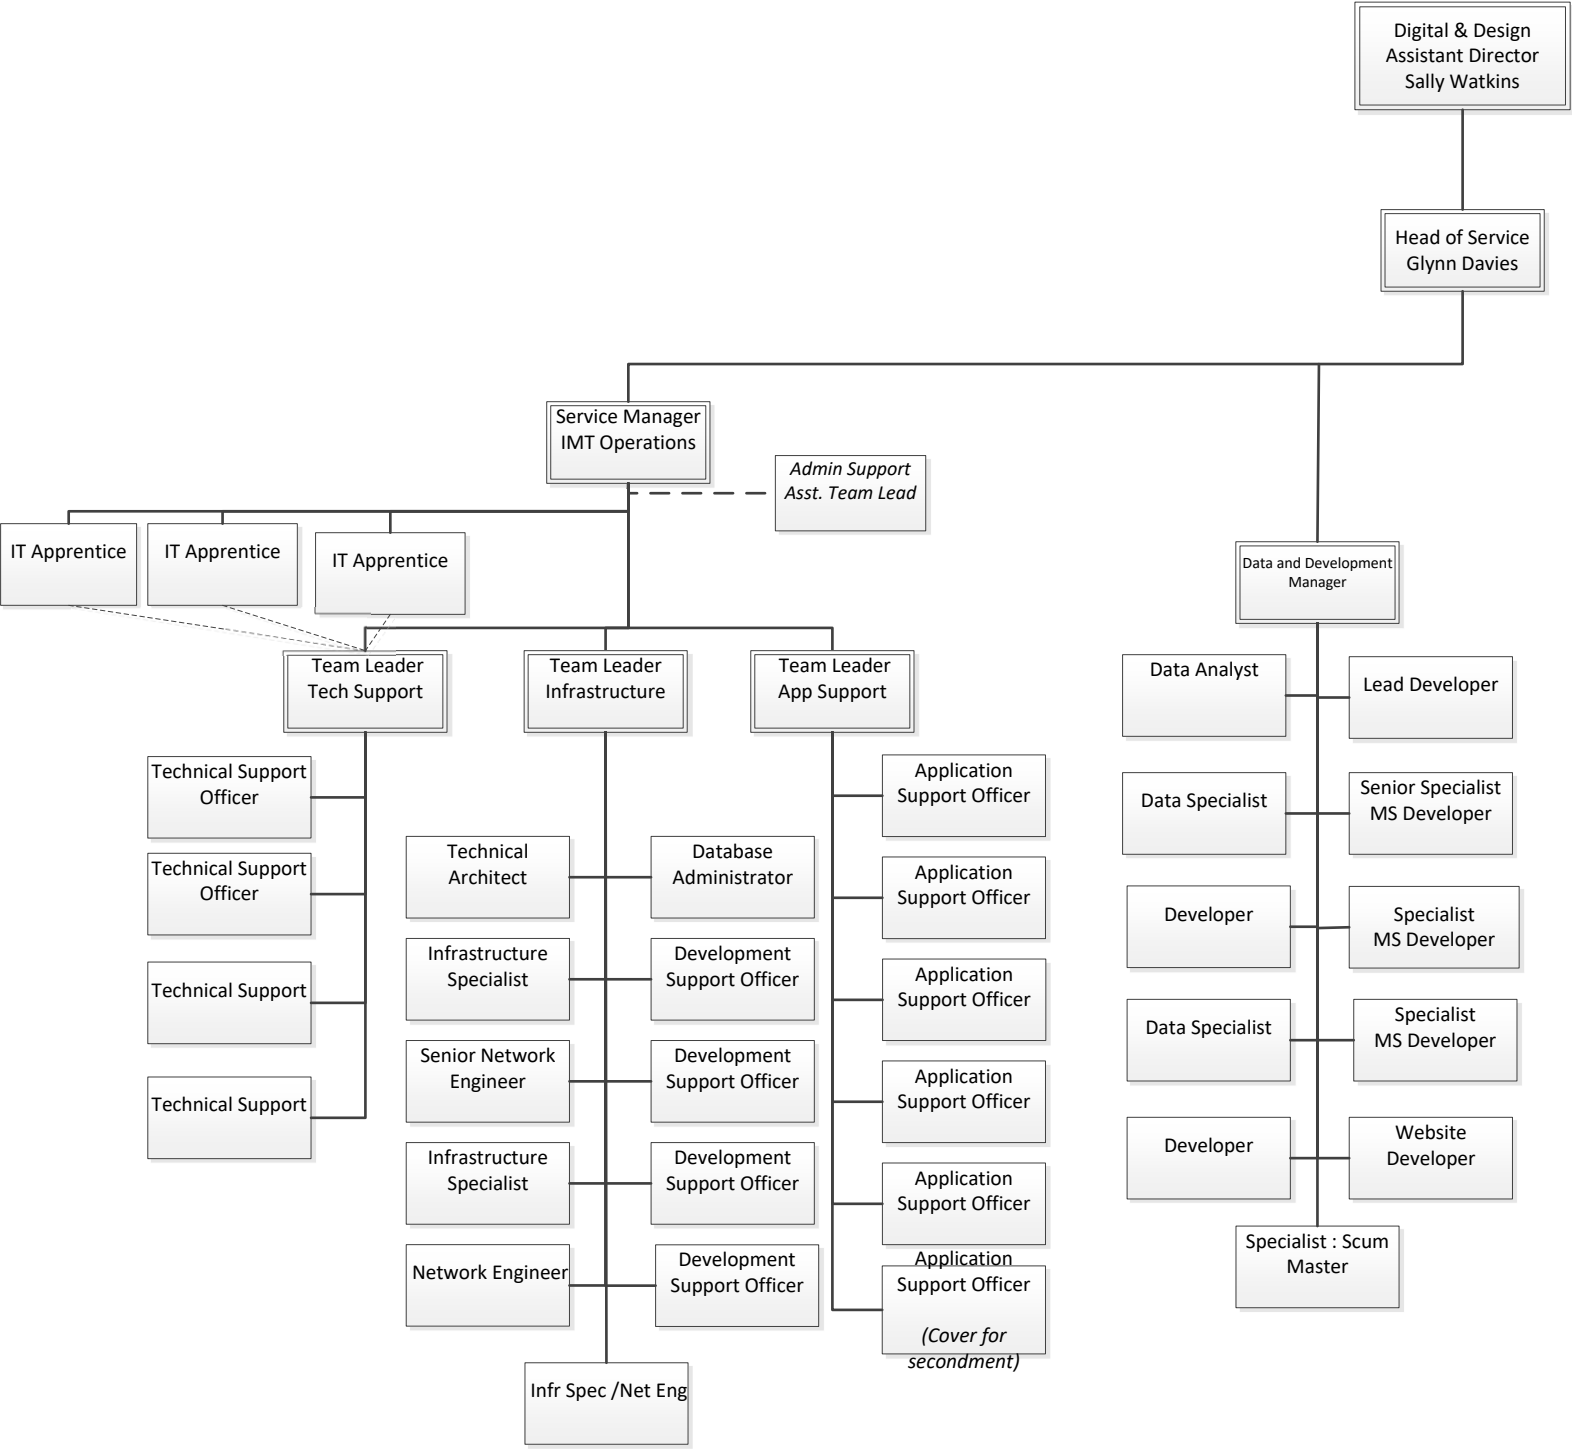 Digital & Design
Assistant Director
Sally Watkins
Head of Service
Glynn Davies
Service Manager
IMT Operations
Admin Support
Asst. Team Lead
IT Apprentice
IT Apprentice
IT Apprentice
Data and Development
Manager
Team Leader
Tech Support
Team Leader
Infrastructure
Team Leader
App Support
Technical Support
Officer
Technical Support
Officer
Technical Support
Technical Support
Technical
Architect
Database
Administrator
Infrastructure
Specialist
Development
Support Officer
Senior Network
Engineer
Development
Support Officer
Infrastructure
Specialist
Development
Support Officer
Network Engineer
Development
Support Officer
Infr Spec /Net Eng
Application
Support Officer
Application
Support Officer
Application
Support Officer
Application
Support Officer
Application
Support Officer
Application
Support Officer
(Cover for
secondment)
Data Analyst
Lead Developer
Data Specialist
Senior Specialist
MS Developer
Developer
Specialist
MS Developer
Data Specialist
Specialist
MS Developer
Developer
Website
Developer
Specialist : Scum
Master